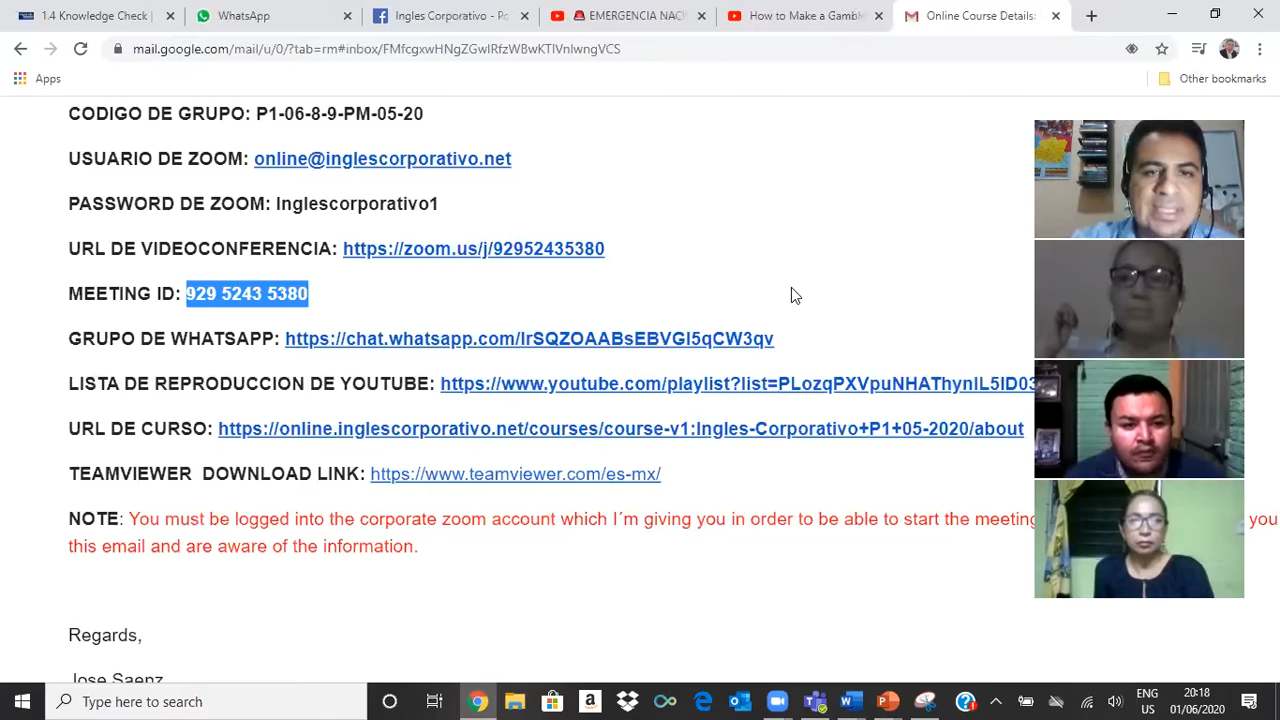 1.4 Knowledge Check |
WhatsApp
Ingles Corporativo - P
EMERGENCIA NAC
How to Make a Gambl
Online Course Details:
mail.google.com/mail/u/0/?tab=rm#inbox/FMfcgxwHNgZGwlRfzWBwKTlVnlwngVCS
Apps
Other bookmarks
CODIGO DE GRUPO: P1-06-8-9-PM-05-20
USUARIO DE ZOOM: online@inglescorporativo.net
PASSWORD DE ZOOM: Inglescorporativo1
URL DE VIDEOCONFERENCIA: https://zoom.us/j/92952435380
MEETING ID: 929 5243 5380
GRUPO DE WHATSAPP: https://chat.whatsapp.com/IrSQZOAABsEBVGI5qCW3qv
LISTA DE REPRODUCCION DE YOUTUBE: https://www.youtube.com/playlist?list=PLozqPXVpuNHAThynlL5ID03
URL DE CURSO: https://online.inglescorporativo.net/courses/course-v1:Ingles-Corporativo+P1+05-2020/about
TEAMVIEWER DOWNLOAD LINK: https://www.teamviewer.com/es-mx/
NOTE: You must be logged into the corporate zoom account which I´m giving you in order to be able to start the meeting you
this email and are aware of the information.
Regards,
Jose Saenz
Type here to search
ENG
US
20:18
01/06/2020